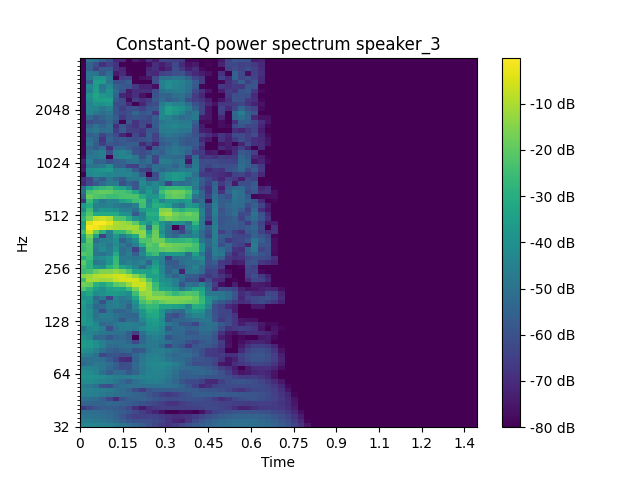 Constant-Q power spectrum speaker_3
Hz
2048
1024
512
256
128
64
32
0 0.15 0.3 0.45 0.6 0.75 0.9 1.1 1.2 1.4
Time
-10 dB
-20 dB
-30 dB
-40 dB
-50 dB
-60 dB
-70 dB
-80 dB